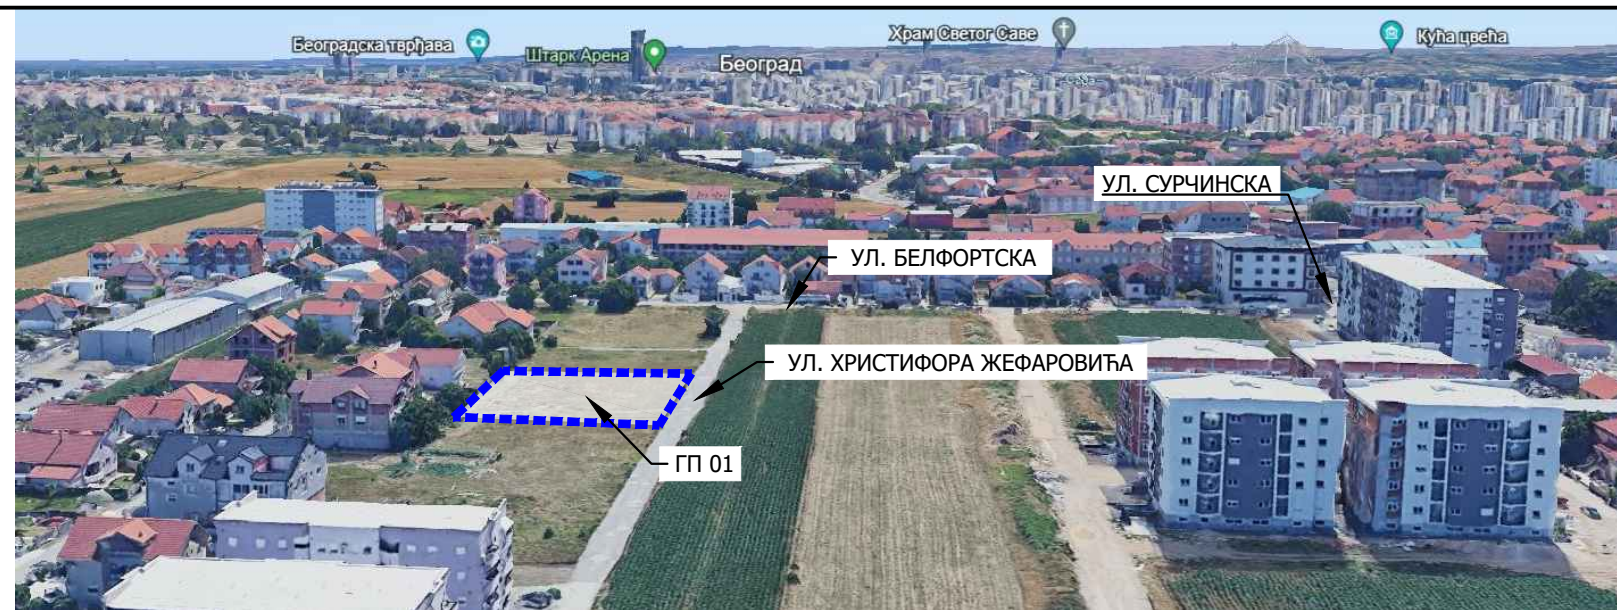 Београдска тврђава
Штарк Арена
Београд
Храм Светог Саве
Кућа цвећа
УЛ. СУРЧИНСКА
УЛ. БЕЛФОРТСКА
УЛ. ХРИСТИФОРА ЖЕФАРОВИЋА
ГП 01